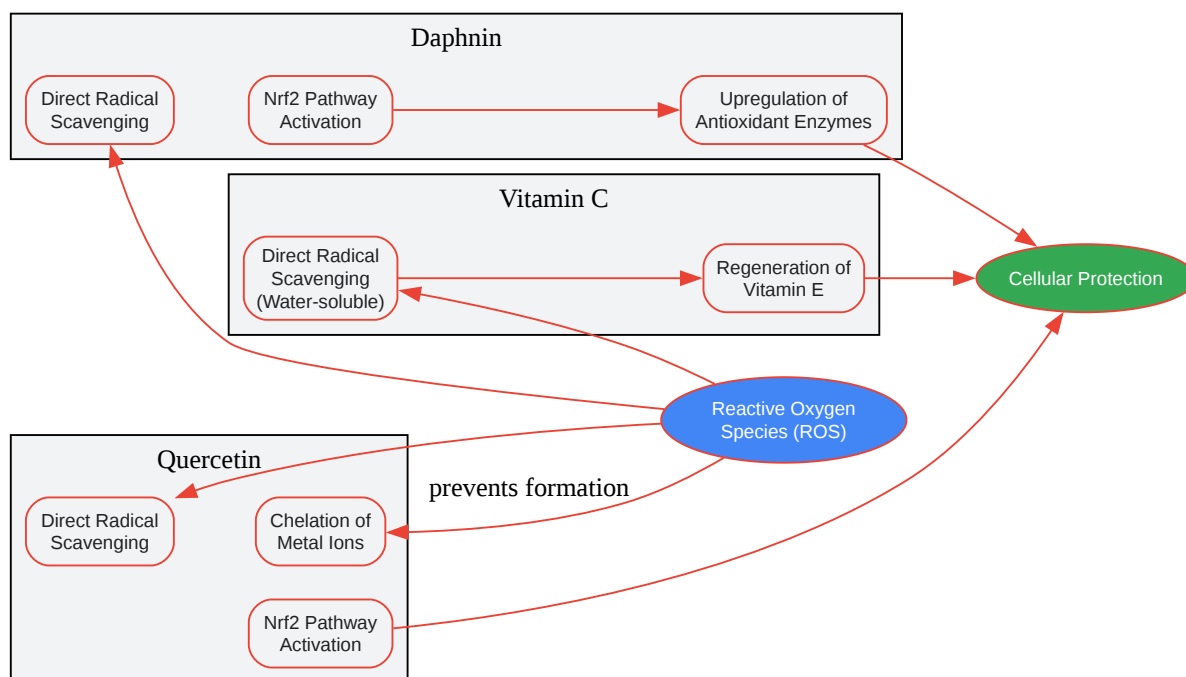 Daphnin
Direct Radical
Scavenging
Nrf2 Pathway
Activation
Upregulation of
Antioxidant Enzymes
Vitamin C
Direct Radical
Scavenging
(Water-soluble)
Regeneration of
Vitamin E
Cellular Protection
Reactive Oxygen
Species (ROS)
Quercetin
prevents formation
Direct Radical
Scavenging
Chelation of
Metal Ions
Nrf2 Pathway
Activation